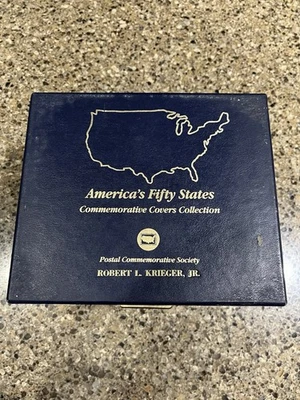 America's Fifty States
Commemorative Covers Collection
Postal Commemorative Society
ROBERT L. KRIEGER, JR.